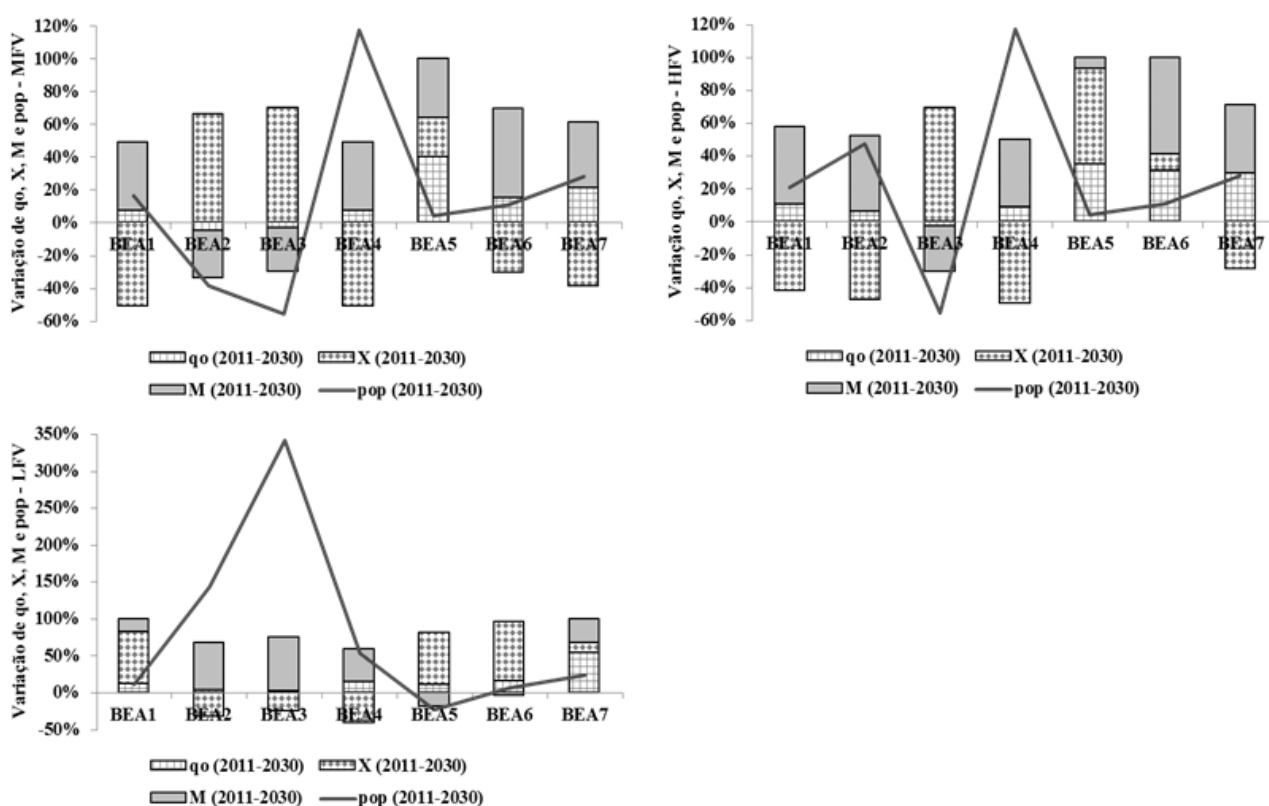 Variação de qo, X, M e pop - MFV
120%
100%
80%
60%
40%
20%
0%
-20%
-40%
-60%
BEA1 BEA2 BEA3 BEA4 BEA5 BEA6 BEA7
qo (2011-2030) X (2011-2030)
M (2011-2030) pop (2011-2030)
Variação qo, X, M e pop - HFV
120%
100%
80%
60%
40%
20%
0%
-20%
-40%
-60%
BEA1 BEA2 BEA3 BEA4 BEA5 BEA6 BEA7
qo (2011-2030) X (2011-2030)
M (2011-2030) pop (2011-2030)
Variação de qo, X, M e pop - LFV
350%
300%
250%
200%
150%
100%
50%
0%
-50%
BEA1 BEA2 BEA3 BEA4 BEA5 BEA6 BEA7
qo (2011-2030) X (2011-2030)
M (2011-2030) pop (2011-2030)